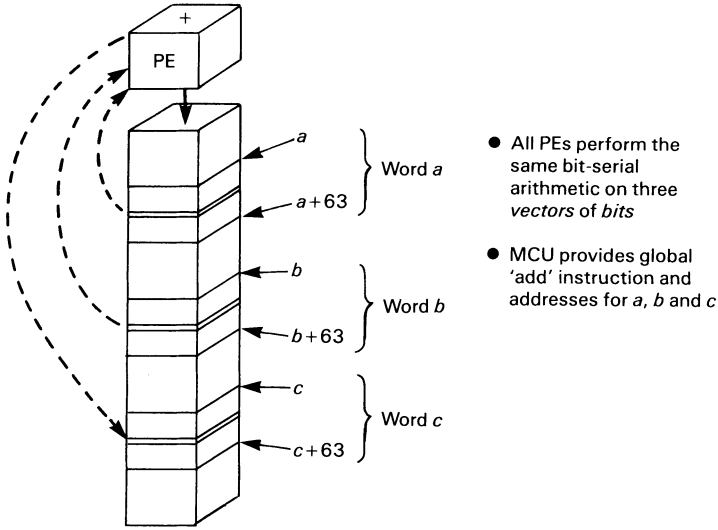 +
PE
a
Word a
a+63
b
Word b
b+63
c
Word c
c+63
● All PEs perform the
same bit-serial
arithmetic on three
vectors of bits
● MCU provides global
‘add’ instruction and
addresses for a, b and c